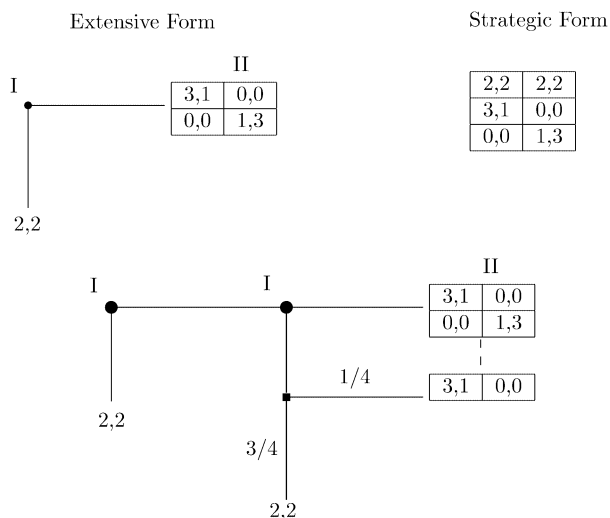 Extensive Form
Strategic Form
I
II
3,1 0,0
0,0 1,3
2,2
2,2 2,2
3,1 0,0
0,0 1,3
I
I
II
3,1 0,0
0,0 1,3
1/4
3,1 0,0
2,2
3/4
2,2